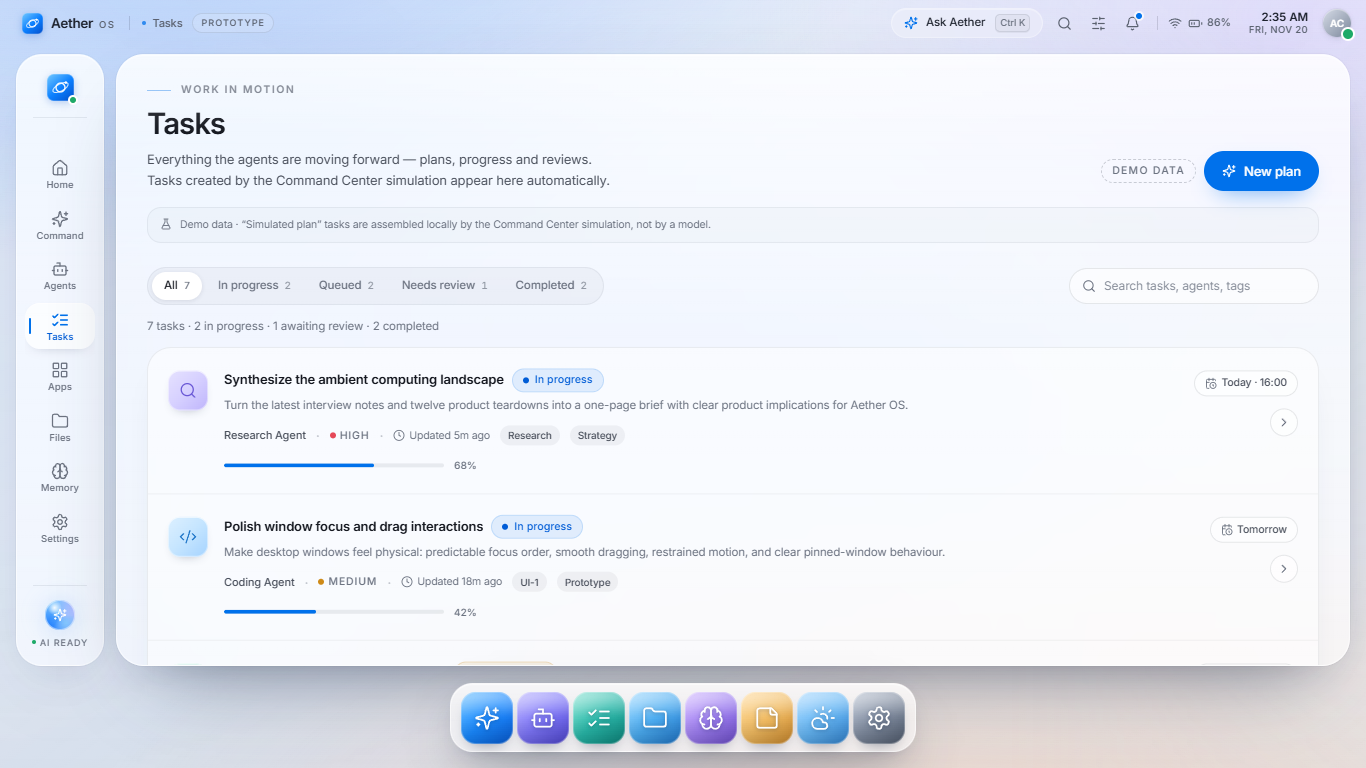 Aether OS
Tasks
PROTOTYPE
Ask Aether
Ctrl K
86%
2:35 AM
FRI, NOV 20
AC
Home
Command
Agents
Tasks
Apps
Files
Memory
Settings
AI READY
WORK IN MOTION
Tasks
Everything the agents are moving forward — plans, progress and reviews.
Tasks created by the Command Center simulation appear here automatically.
DEMO DATA
New plan
Demo data · “Simulated plan” tasks are assembled locally by the Command Center simulation, not by a model.
All 7
In progress 2
Queued 2
Needs review 1
Completed 2
Search tasks, agents, tags
7 tasks · 2 in progress · 1 awaiting review · 2 completed
Synthesize the ambient computing landscape
In progress
Today · 16:00
Turn the latest interview notes and twelve product teardowns into a one-page brief with clear product implications for Aether OS.
Research Agent · HIGH · Updated 5m ago Research Strategy
68%
Polish window focus and drag interactions
In progress
Tomorrow
Make desktop windows feel physical: predictable focus order, smooth dragging, restrained motion, and clear pinned-window behaviour.
Coding Agent · MEDIUM · Updated 18m ago UI-1 Prototype
42%